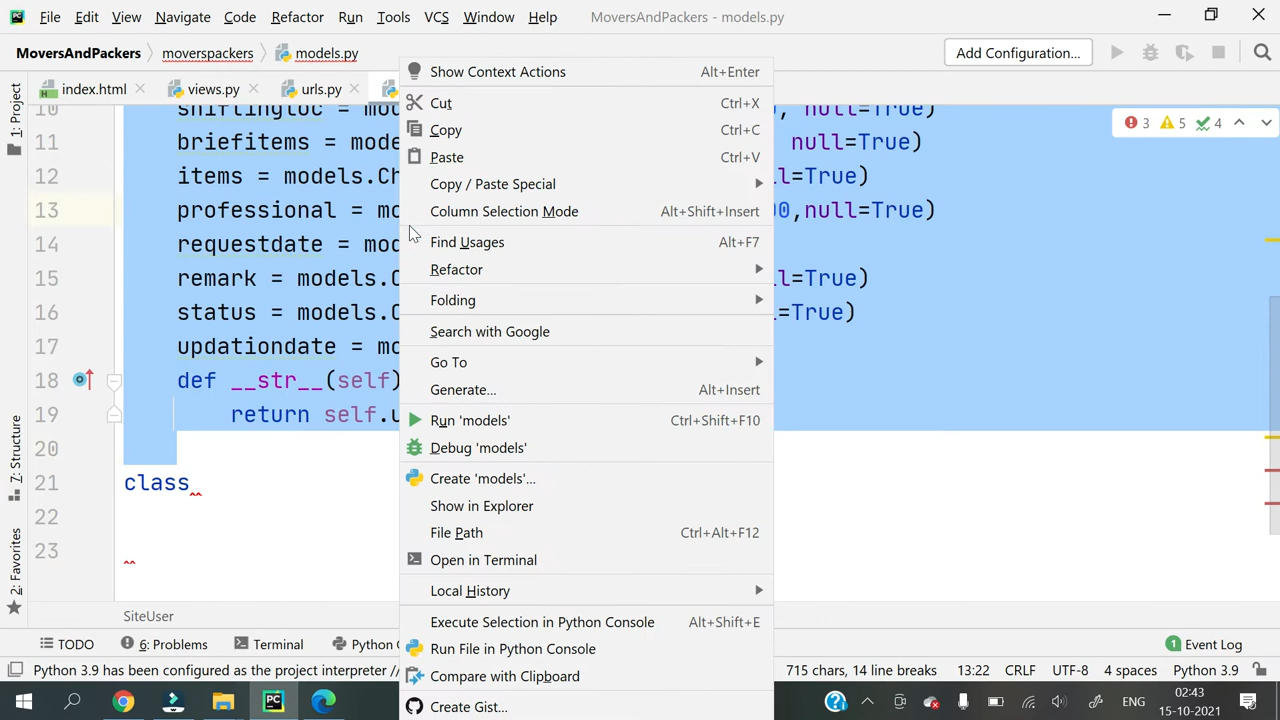 File Edit View Navigate Code Refactor Run Tools VCS Window Help MoversAndPackers - models.py
MoversAndPackers moverspackers models.py Add Configuration...
index.html views.py urls.py
1: Project
7: Structure
2: Favorites
10 shiftingloc = mod , null=True)
11 briefitems = mode null=True)
12 items = models.Ch l=True)
13 professional = mo 00,null=True)
14 requestdate = mod
15 remark = models.C l=True)
16 status = models.C =True)
17 updationdate = mo
18 def __str__(self)
19 return self.u
20
21 class
22
23
3 5 4
Show Context Actions Alt+Enter
Cut Ctrl+X
Copy Ctrl+C
Paste Ctrl+V
Copy / Paste Special
Column Selection Mode Alt+Shift+Insert
Find Usages Alt+F7
Refactor
Folding
Search with Google
Go To
Generate... Alt+Insert
Run 'models' Ctrl+Shift+F10
Debug 'models'
Create 'models'...
Show in Explorer
File Path Ctrl+Alt+F12
Open in Terminal
Local History
Execute Selection in Python Console Alt+Shift+E
Run File in Python Console
Compare with Clipboard
Create Gist...
SiteUser
TODO 6: Problems Terminal Python C 1 Event Log
Python 3.9 has been configured as the project interpreter // 715 chars, 14 line breaks 13:22 CRLF UTF-8 4 spaces Python 3.9
PC ENG 02:43
15-10-2021